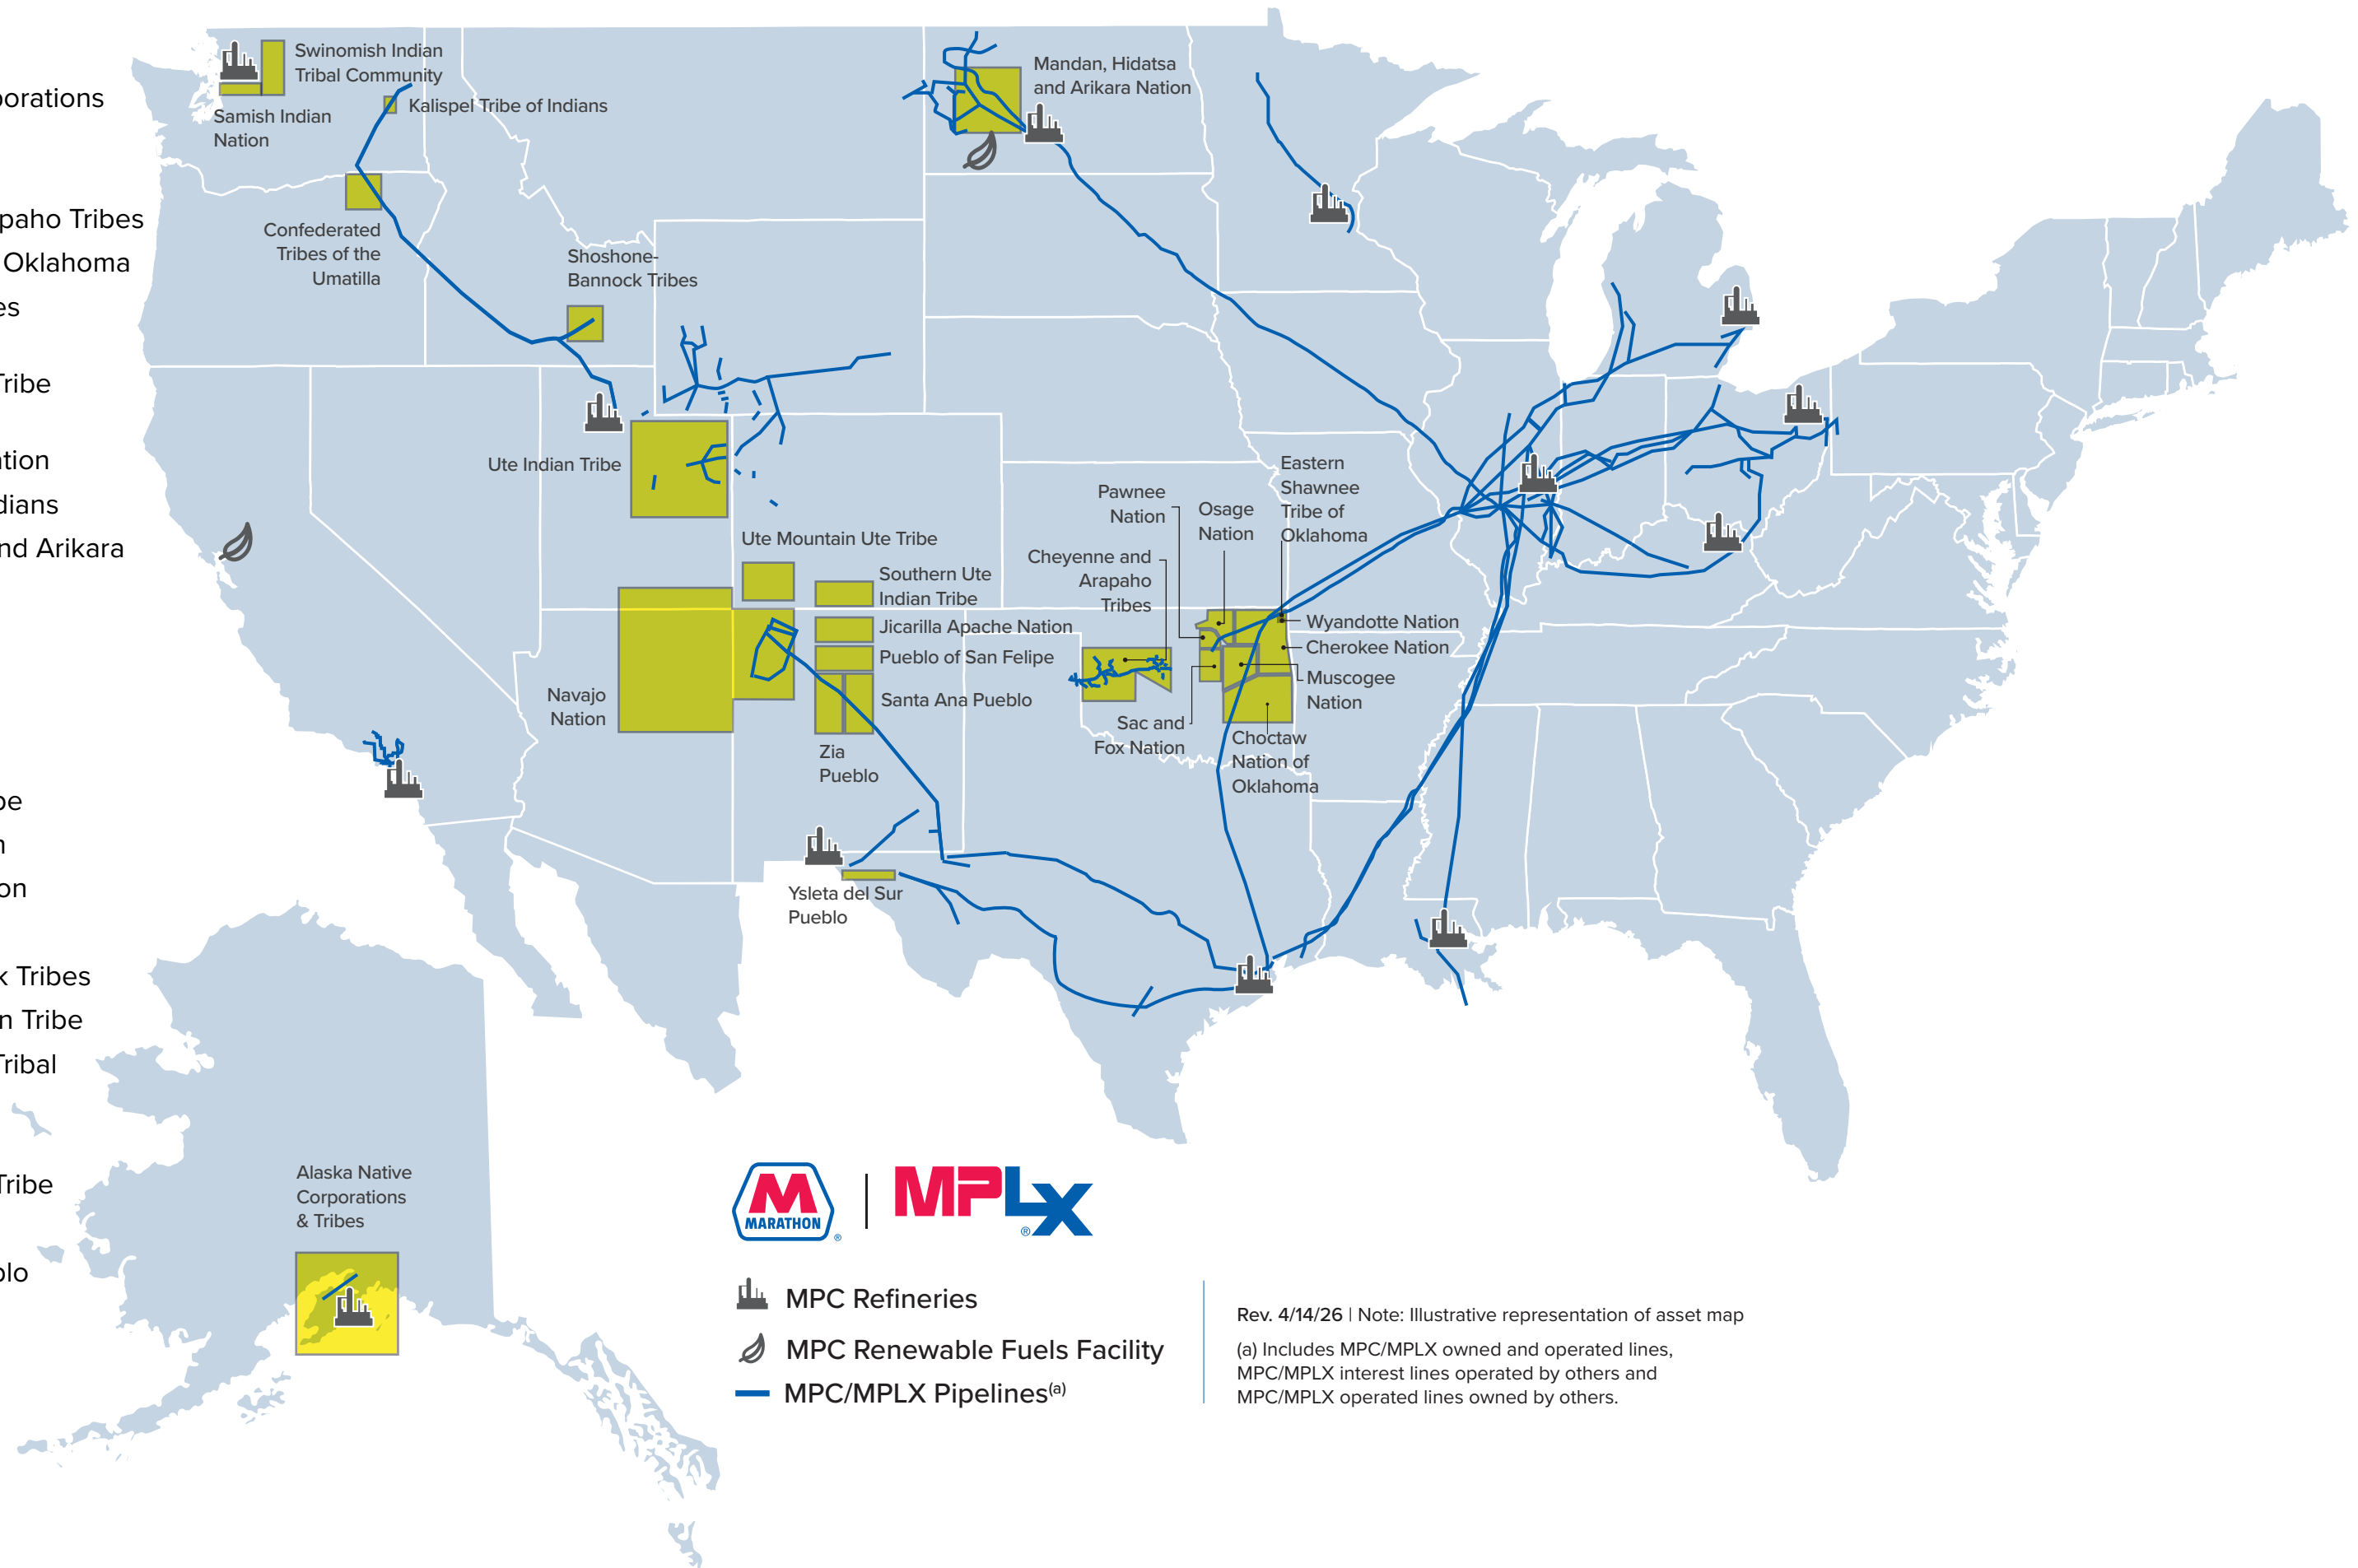 porations
paho Tribes
Oklahoma
es
Tribe
ation
dians
nd Arikara
be
n
on
k Tribes
n Tribe
Tribal
Tribe
blo
Swinomish Indian
Tribal Community
Samish Indian
Nation
Kalispel Tribe of Indians
Confederated
Tribes of the
Umatilla
Shoshone-
Bannock Tribes
Mandan, Hidatsa
and Arikara Nation
Ute Indian Tribe
Ute Mountain Ute Tribe
Southern Ute
Indian Tribe
Jicarilla Apache Nation
Pueblo of San Felipe
Santa Ana Pueblo
Zia
Pueblo
Navajo
Nation
Pawnee
Nation
Osage
Nation
Eastern
Shawnee
Tribe of
Oklahoma
Cheyenne and
Arapaho
Tribes
Wyandotte Nation
Cherokee Nation
Muscogee
Nation
Sac and
Fox Nation
Choctaw
Nation of
Oklahoma
Ysleta del Sur
Pueblo
Alaska Native
Corporations
& Tribes
M
MARATHON ®
MPLX ®
MPC Refineries
MPC Renewable Fuels Facility
MPC/MPLX Pipelines(a)
Rev. 4/14/26 | Note: Illustrative representation of asset map
(a) Includes MPC/MPLX owned and operated lines,
MPC/MPLX interest lines operated by others and
MPC/MPLX operated lines owned by others.